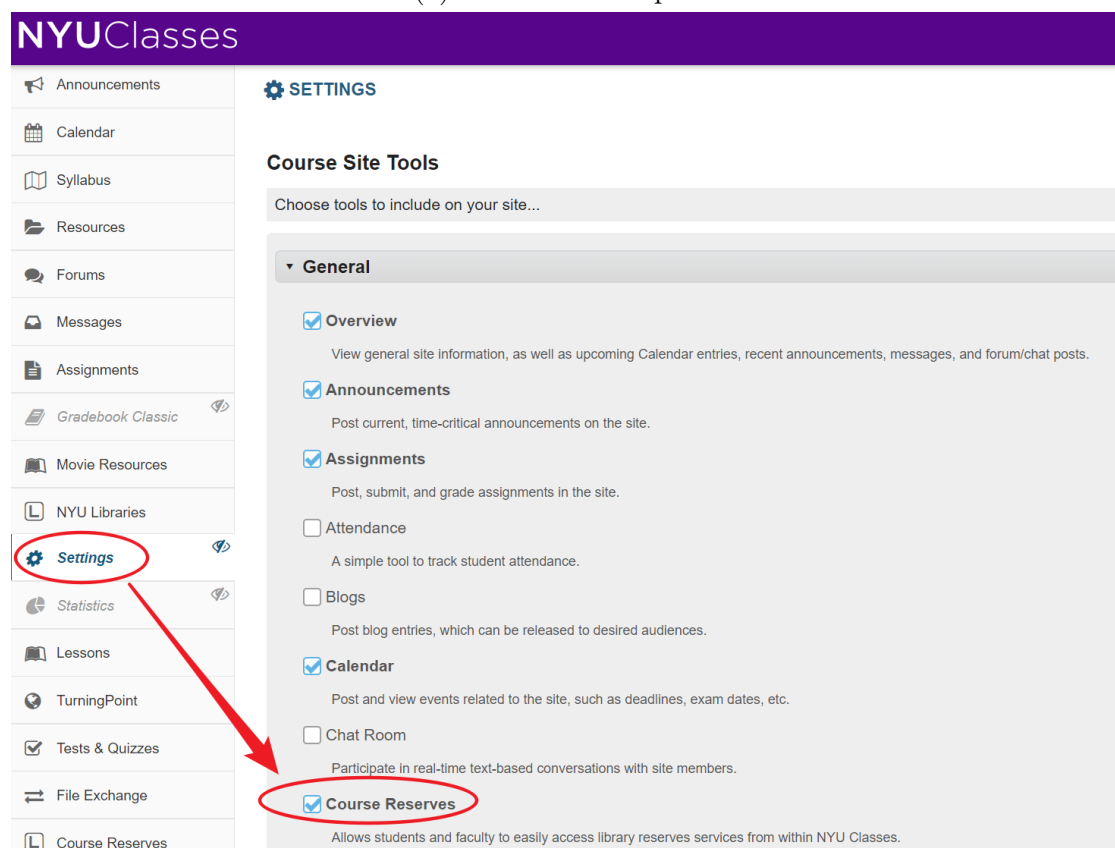 NYUClasses
Announcements
Calendar
Syllabus
Resources
Forums
Messages
Assignments
Gradebook Classic
Movie Resources
NYU Libraries
Settings
Statistics
Lessons
TurningPoint
Tests & Quizzes
File Exchange
Course Reserves
SETTINGS
Course Site Tools
Choose tools to include on your site...
General
Overview
View general site information, as well as upcoming Calendar entries, recent announcements, messages, and forum/chat posts.
Announcements
Post current, time-critical announcements on the site.
Assignments
Post, submit, and grade assignments in the site.
Attendance
A simple tool to track student attendance.
Blogs
Post blog entries, which can be released to desired audiences.
Calendar
Post and view events related to the site, such as deadlines, exam dates, etc.
Chat Room
Participate in real-time text-based conversations with site members.
Course Reserves
Allows students and faculty to easily access library reserves services from within NYU Classes.